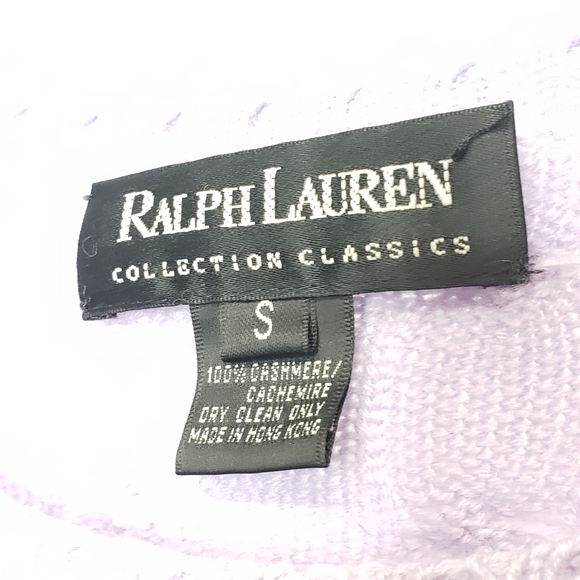 RALPH LAUREN
COLLECTION CLASSICS
S
100% CASHMERE/
CACHEMIRE
DRY CLEAN ONLY
MADE IN HONG KONG